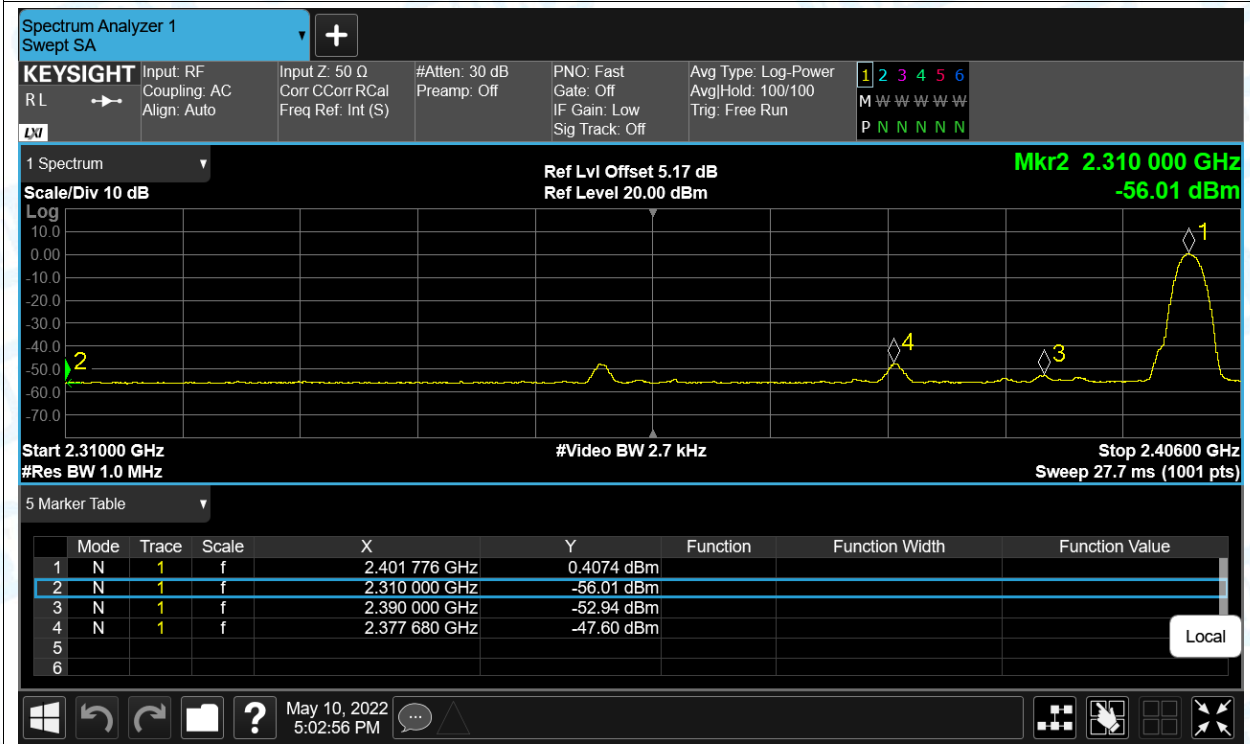 Spectrum Analyzer 1
Swept SA
+
KEYSIGHT
R L
LXI
Input: RF
Coupling: AC
Align: Auto
Input Z: 50 Ω
Corr CCorr RCal
Freq Ref: Int (S)
#Atten: 30 dB
Preamp: Off
PNO: Fast
Gate: Off
IF Gain: Low
Sig Track: Off
Avg Type: Log-Power
Avg|Hold: 100/100
Trig: Free Run
1 2 3 4 5 6
M W W W W W
P N N N N N
1 Spectrum
Scale/Div 10 dB
Ref Lvl Offset 5.17 dB
Ref Level 20.00 dBm
Mkr2 2.310 000 GHz
-56.01 dBm
Log
10.0
0.00
-10.0
-20.0
-30.0
-40.0
-50.0
-60.0
-70.0
1
4
3
2
Start 2.31000 GHz
#Res BW 1.0 MHz
#Video BW 2.7 kHz
Stop 2.40600 GHz
Sweep 27.7 ms (1001 pts)
5 Marker Table
Mode Trace Scale X Y Function Function Width Function Value
1 N 1 f 2.401 776 GHz 0.4074 dBm
2 N 1 f 2.310 000 GHz -56.01 dBm
3 N 1 f 2.390 000 GHz -52.94 dBm
4 N 1 f 2.377 680 GHz -47.60 dBm
5
6
Local
?
May 10, 2022
5:02:56 PM